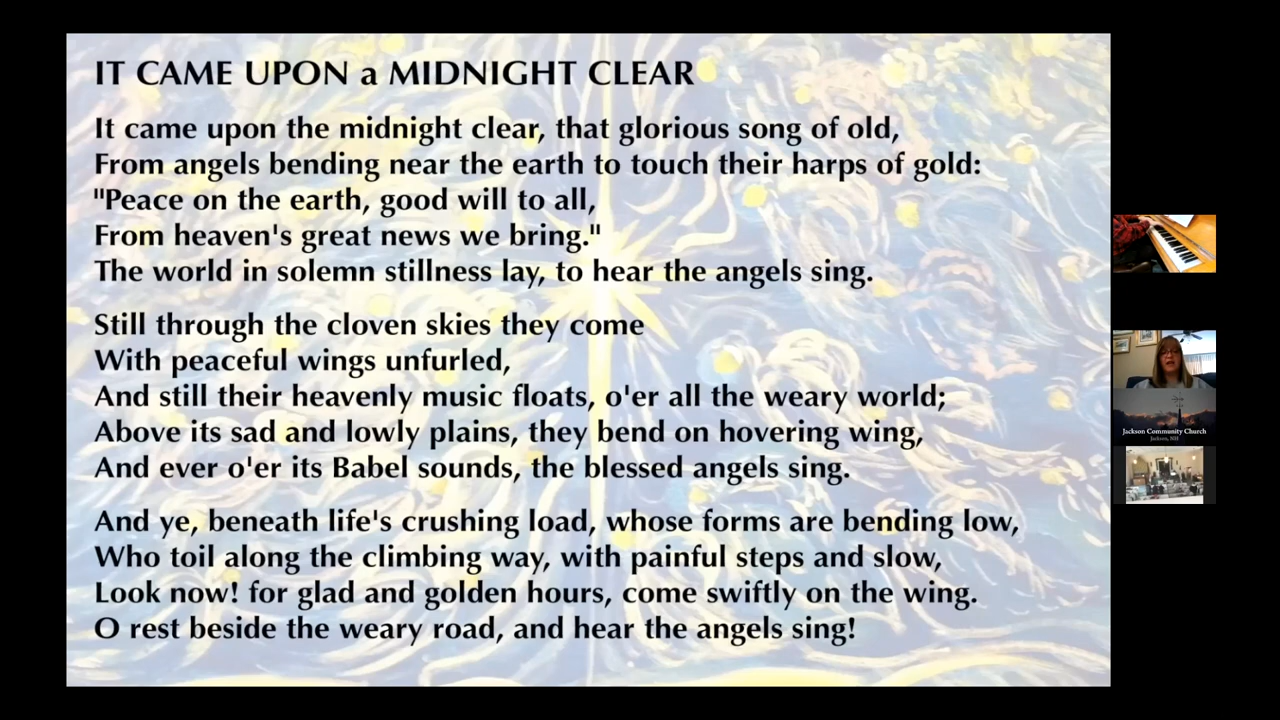 IT CAME UPON a MIDNIGHT CLEAR
It came upon the midnight clear, that glorious song of old,
From angels bending near the earth to touch their harps of gold:
"Peace on the earth, good will to all,
From heaven's great news we bring."
The world in solemn stillness lay, to hear the angels sing.
Still through the cloven skies they come
With peaceful wings unfurled,
And still their heavenly music floats, o'er all the weary world;
Above its sad and lowly plains, they bend on hovering wing,
And ever o'er its Babel sounds, the blessed angels sing.
And ye, beneath life's crushing load, whose forms are bending low,
Who toil along the climbing way, with painful steps and slow,
Look now! for glad and golden hours, come swiftly on the wing.
O rest beside the weary road, and hear the angels sing!
Jackson Community Church
Jackson, NH